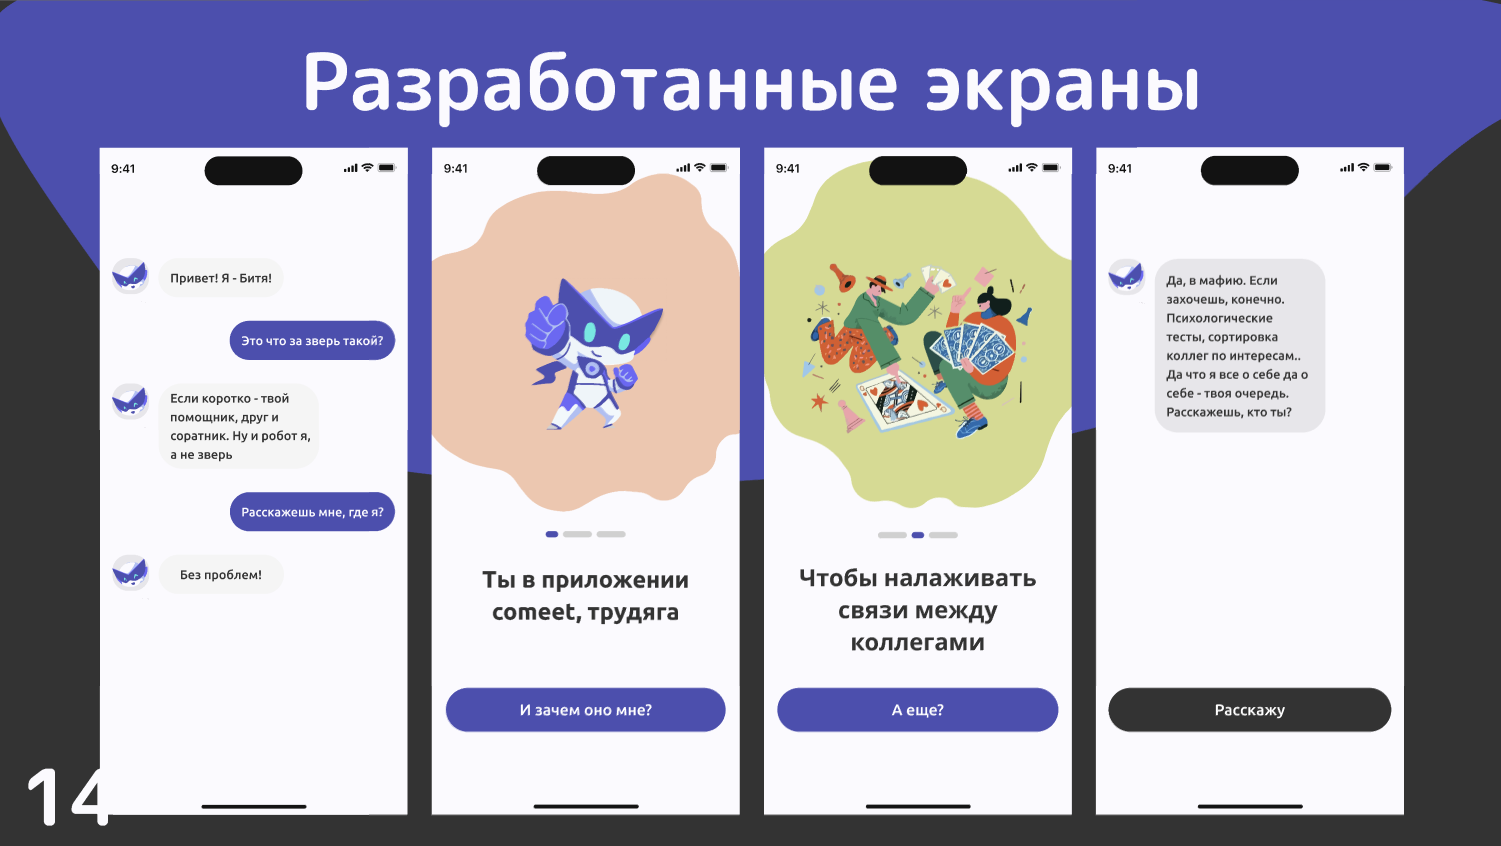 Разработанные экраны
9:41
Привет! Я - Битя!
Это что за зверь такой?
Если коротко - твой
помощник, друг и
соратник. Ну и робот я,
а не зверь
Расскажешь мне, где я?
Без проблем!
9:41
Ты в приложении
comeet, трудяга
И зачем оно мне?
9:41
Чтобы налаживать
связи между
коллегами
А еще?
9:41
Да, в мафию. Если
захочешь, конечно.
Психологические
тесты, сортировка
коллег по интересам..
Да что я все о себе да о
себе - твоя очередь.
Расскажешь, кто ты?
Расскажу
14